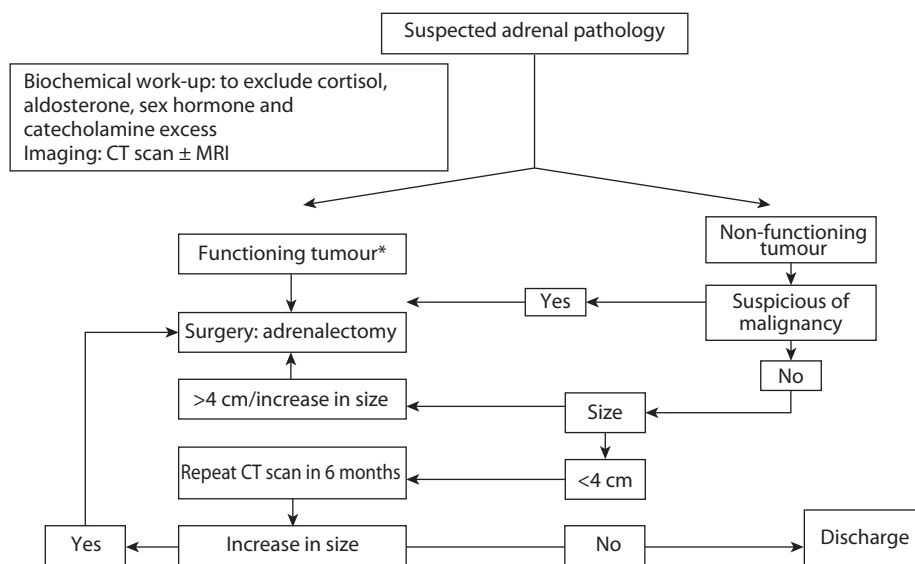 Suspected adrenal pathology
Biochemical work-up: to exclude cortisol,
aldosterone, sex hormone and
catecholamine excess
Imaging: CT scan ± MRI
Functioning tumour*
Non-functioning
tumour
Surgery: adrenalectomy
Yes
Suspicious of
malignancy
No
>4 cm/increase in size
Size
Repeat CT scan in 6 months
<4 cm
Yes
Increase in size
No
Discharge